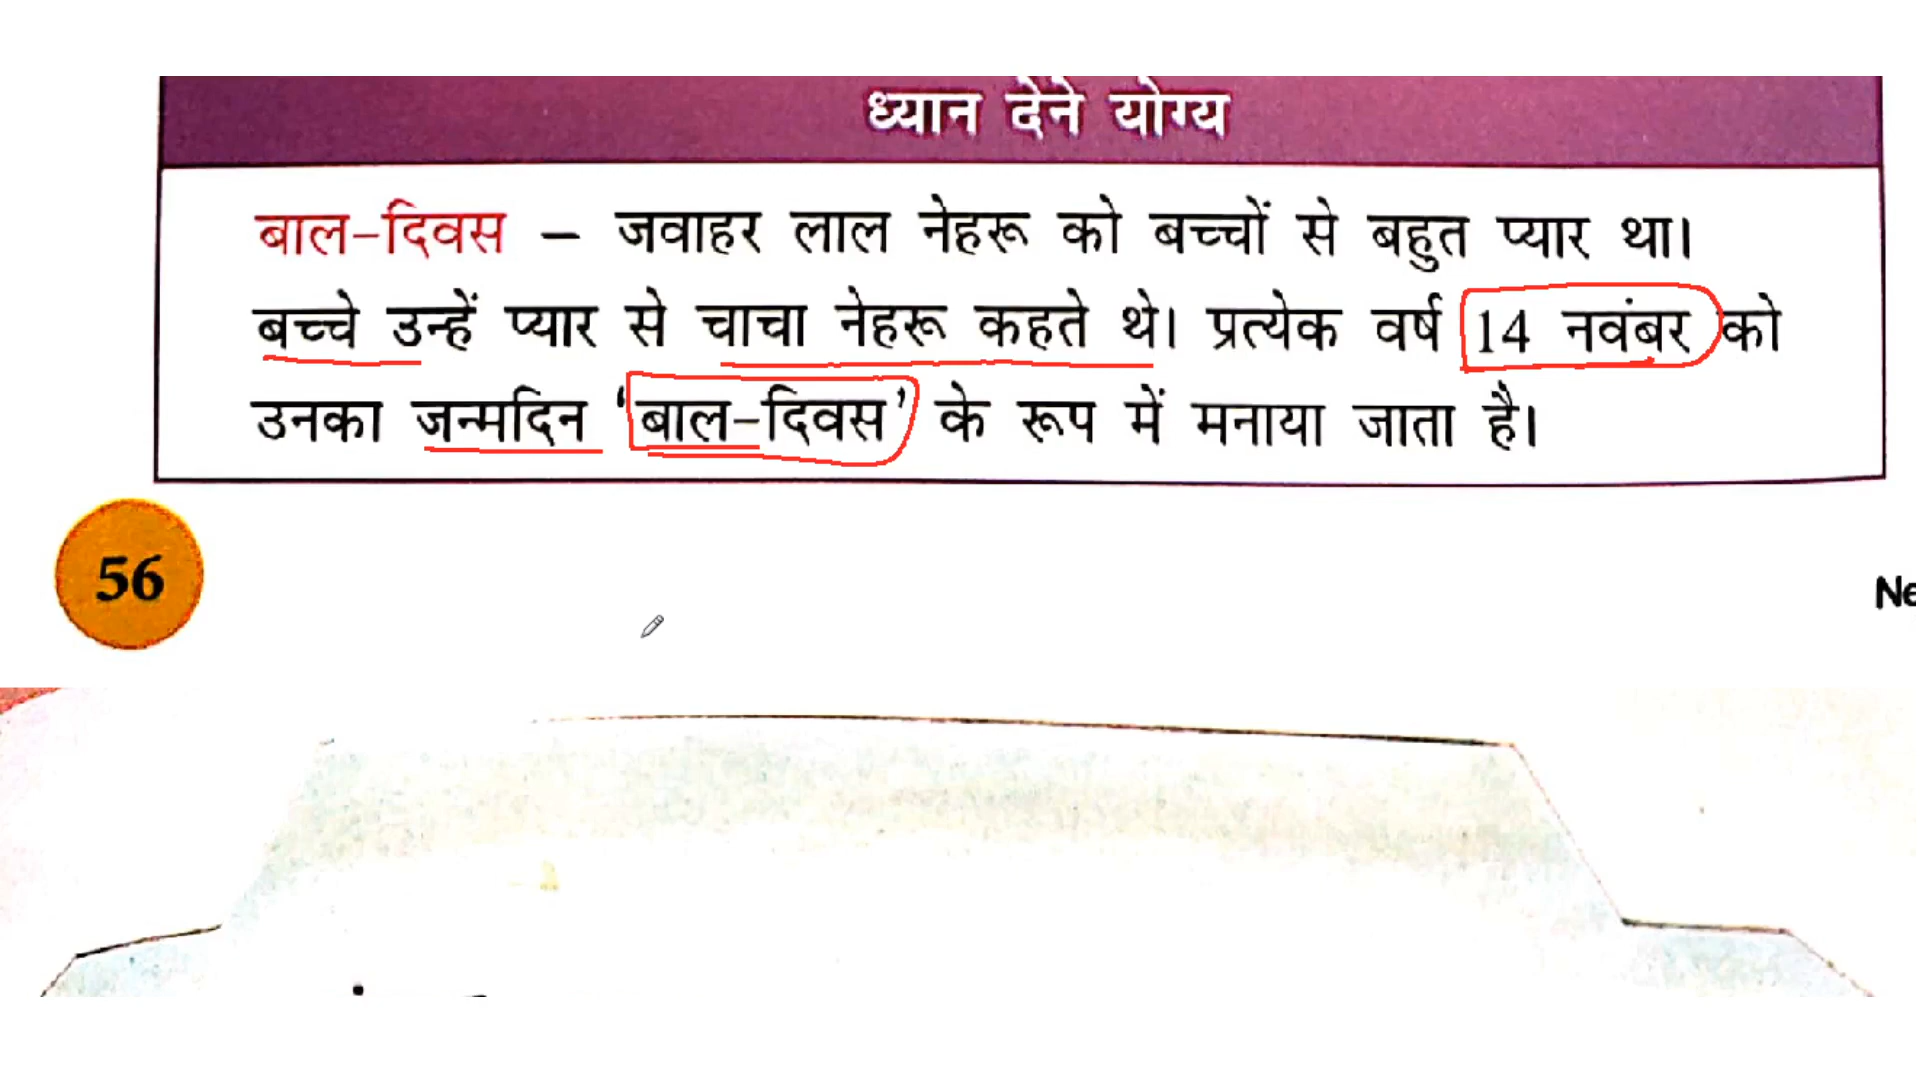 ध्यान देने योग्य
बाल-दिवस – जवाहर लाल नेहरू को बच्चों से बहुत प्यार था।
बच्चे उन्हें प्यार से चाचा नेहरू कहते थे। प्रत्येक वर्ष 14 नवंबर को
उनका जन्मदिन ‘बाल-दिवस’ के रूप में मनाया जाता है।
56
Ne